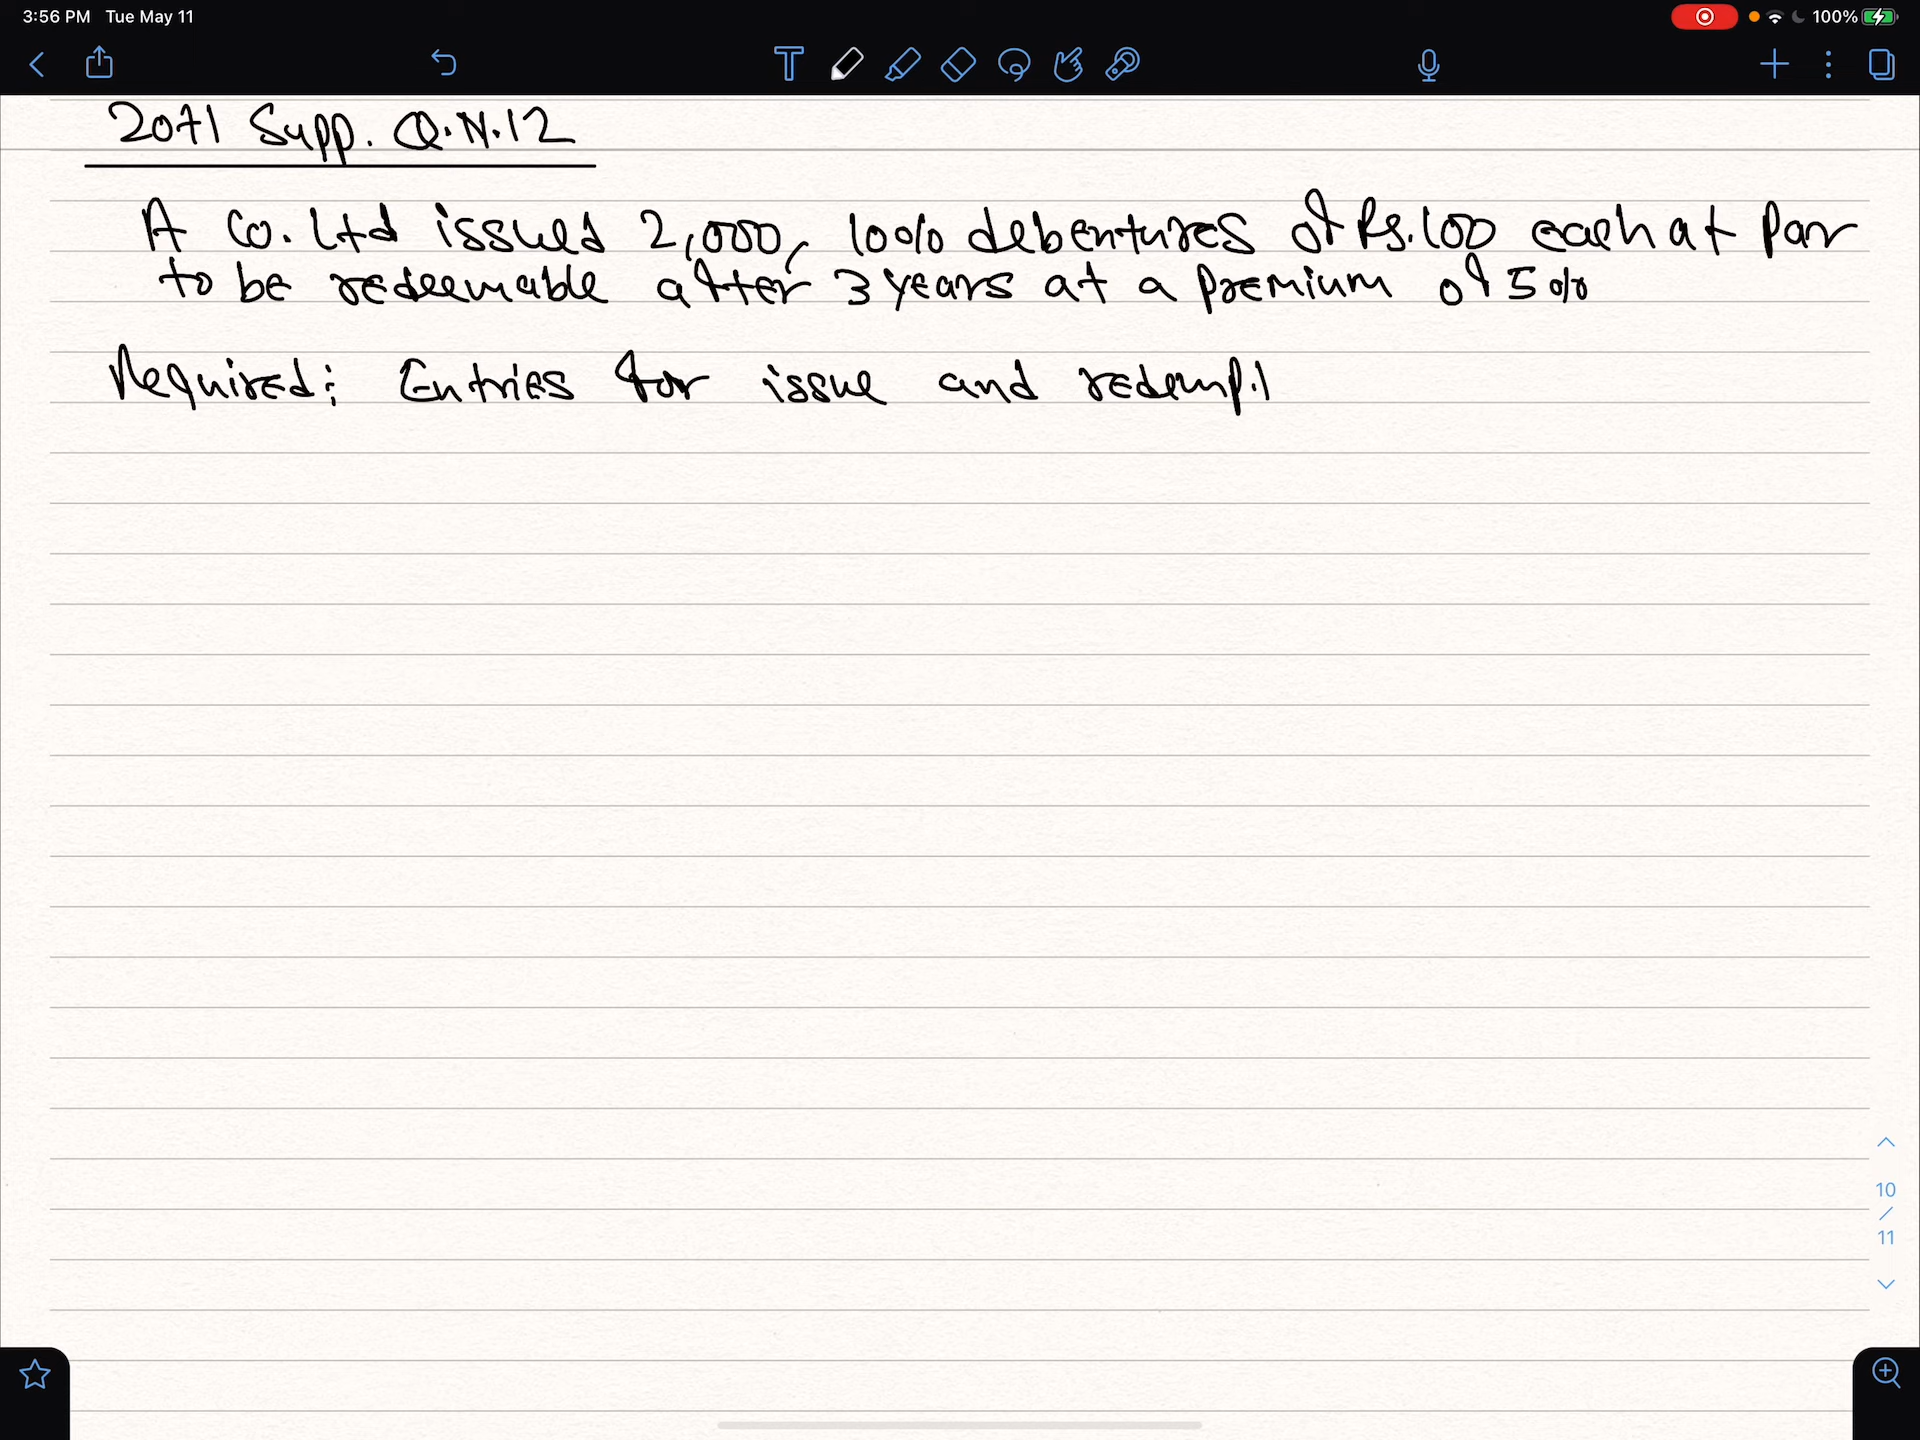 3:56 PM Tue May 11
100%
2071 Supp. Q.N.12
A Co. Ltd issued 2,000, 10% debentures of Rs.100 each at Par
to be redeemable after 3 years at a premium of 5%
Required: Entries for issue and redemp.
10
/
11